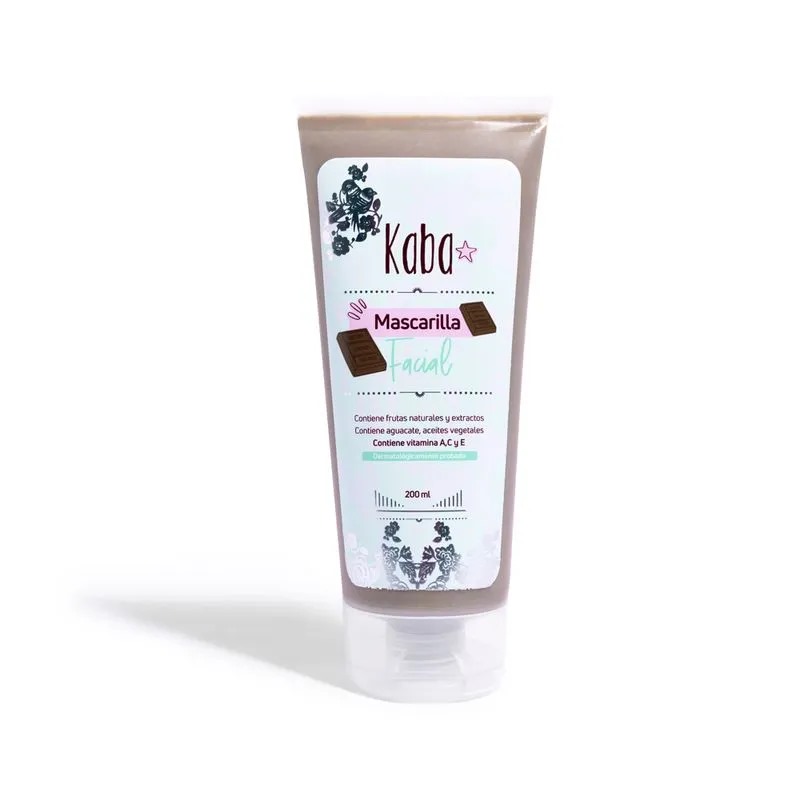 Kaba
Mascarilla
Facial
Contiene frutas naturales y extractos
Contiene aguacate, aceites vegetales
Contiene vitamina A,C y E
Dermatológicamente probado
200 ml